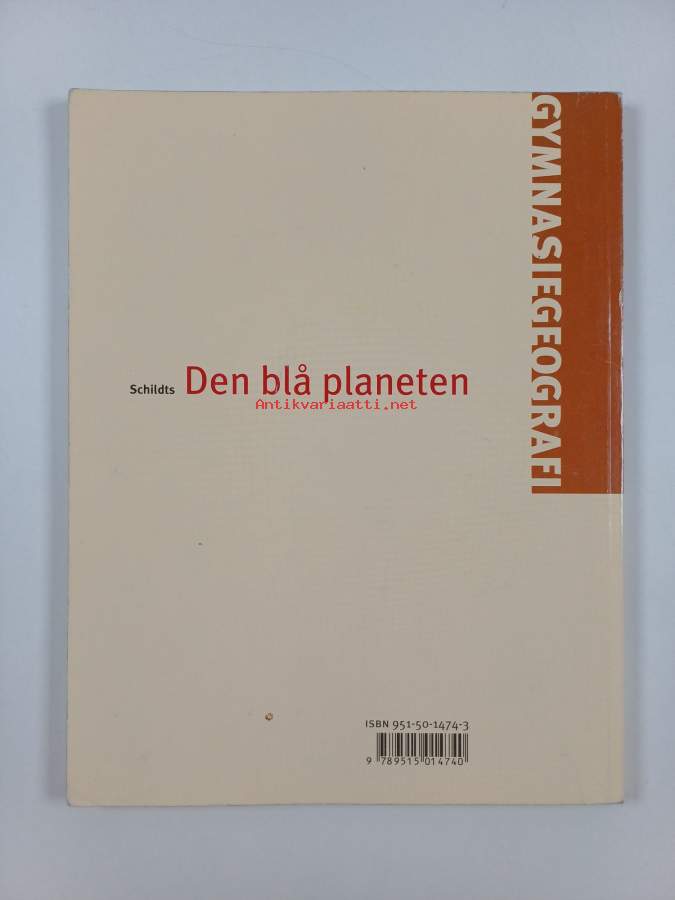 GYMNASIEGEOGRAFI
Schildts Den blå planeten
Antikvariaatti.net
ISBN 951-50-1474-3
9 789515 014740